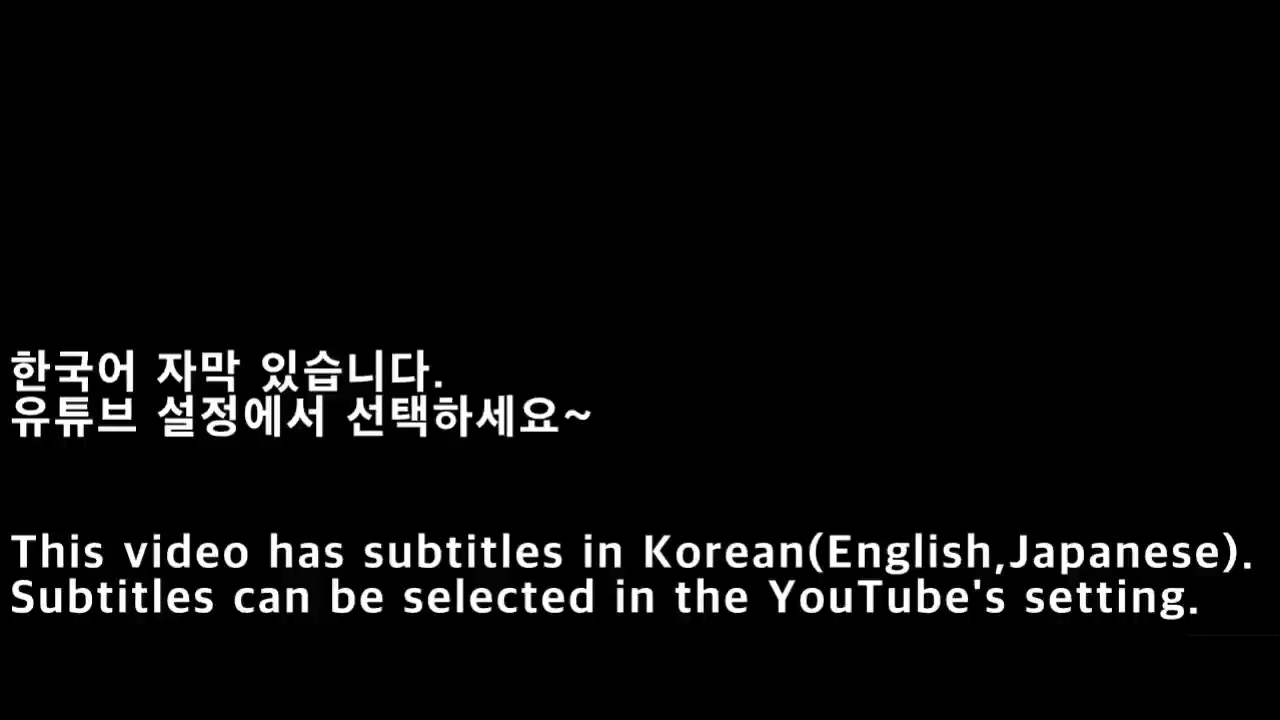 한국어 자막 있습니다.
유튜브 설정에서 선택하세요~
This video has subtitles in Korean(English,Japanese).
Subtitles can be selected in the YouTube's setting.